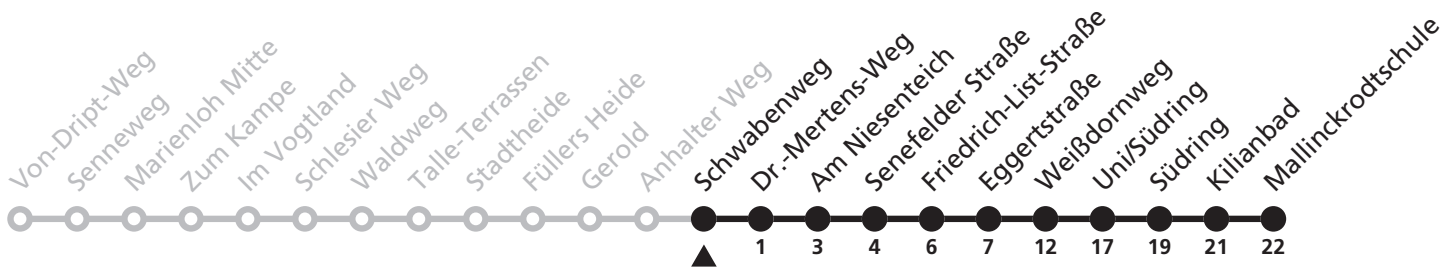 Von-Dript-Weg
Senneweg
Marienloh Mitte
Zum Kampe
Im Vogtland
Schlesier Weg
Waldweg
Talle-Terrassen
Stadtheide
Füllers Heide
Gerold
Anhalter Weg
Schwabenweg
Dr.-Mertens-Weg
Am Niesenteich
Senefelder Straße
Friedrich-List-Straße
Eggertstraße
Weißdornweg
Uni/Südring
Südring
Kilianbad
Mallinckrodtschule
1 3 4 6 7 12 17 19 21 22